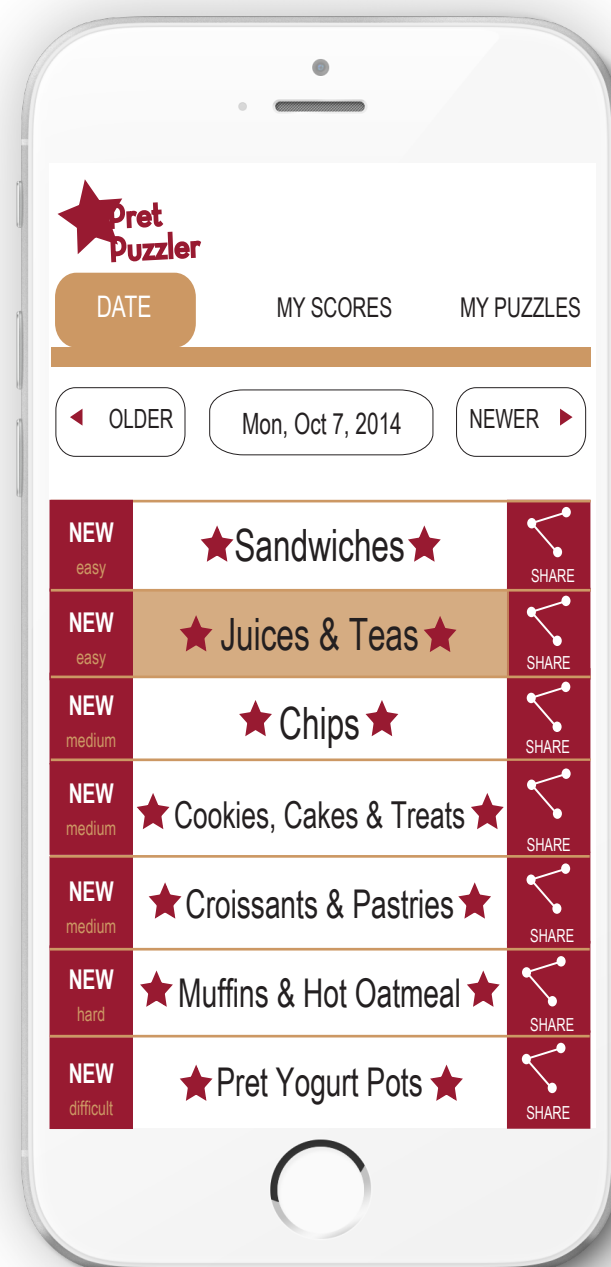 Pret
Puzzler
DATE MY SCORES MY PUZZLES
OLDER Mon, Oct 7, 2014 NEWER
NEW
easy
Sandwiches
SHARE
NEW
easy
Juices & Teas
SHARE
NEW
medium
Chips
SHARE
NEW
medium
Cookies, Cakes & Treats
SHARE
NEW
medium
Croissants & Pastries
SHARE
NEW
hard
Muffins & Hot Oatmeal
SHARE
NEW
difficult
Pret Yogurt Pots
SHARE